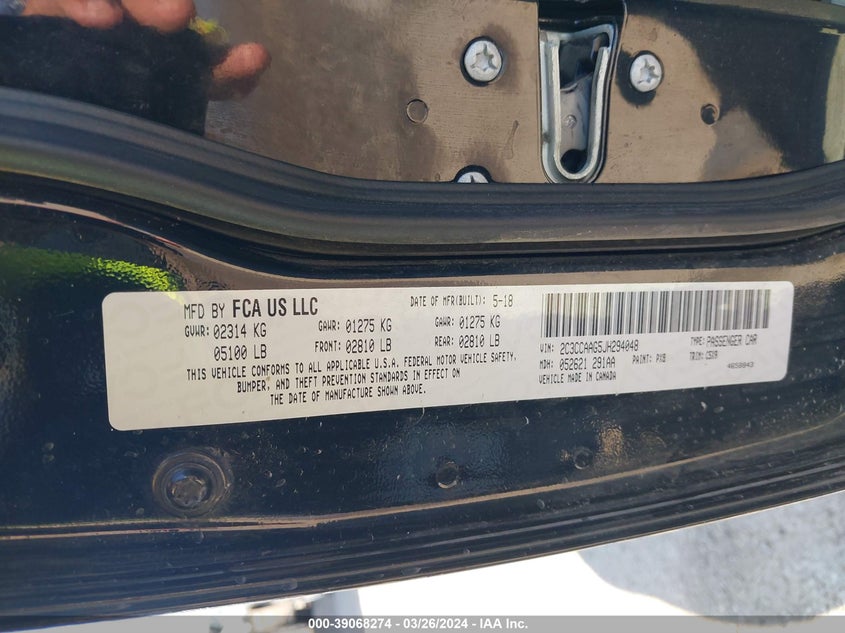 MFD BY FCA US LLC DATE OF MFR(BUILT): 5-18
GVWR: 02314 KG GAWR: 01275 KG GAWR: 01275 KG
05100 LB FRONT: 02810 LB REAR: 02810 LB
THIS VEHICLE CONFORMS TO ALL APPLICABLE U.S.A. FEDERAL MOTOR VEHICLE SAFETY,
BUMPER, AND THEFT PREVENTION STANDARDS IN EFFECT ON
THE DATE OF MANUFACTURE SHOWN ABOVE.
VIN: 2C3CCAAG5JH294048 TYPE: PASSENGER CAR
MDH: 052621 291AA PAINT: PX8 TRIM: C5X9
VEHICLE MADE IN CANADA 4658843
000-39068274 - 03/26/2024 - IAA Inc.